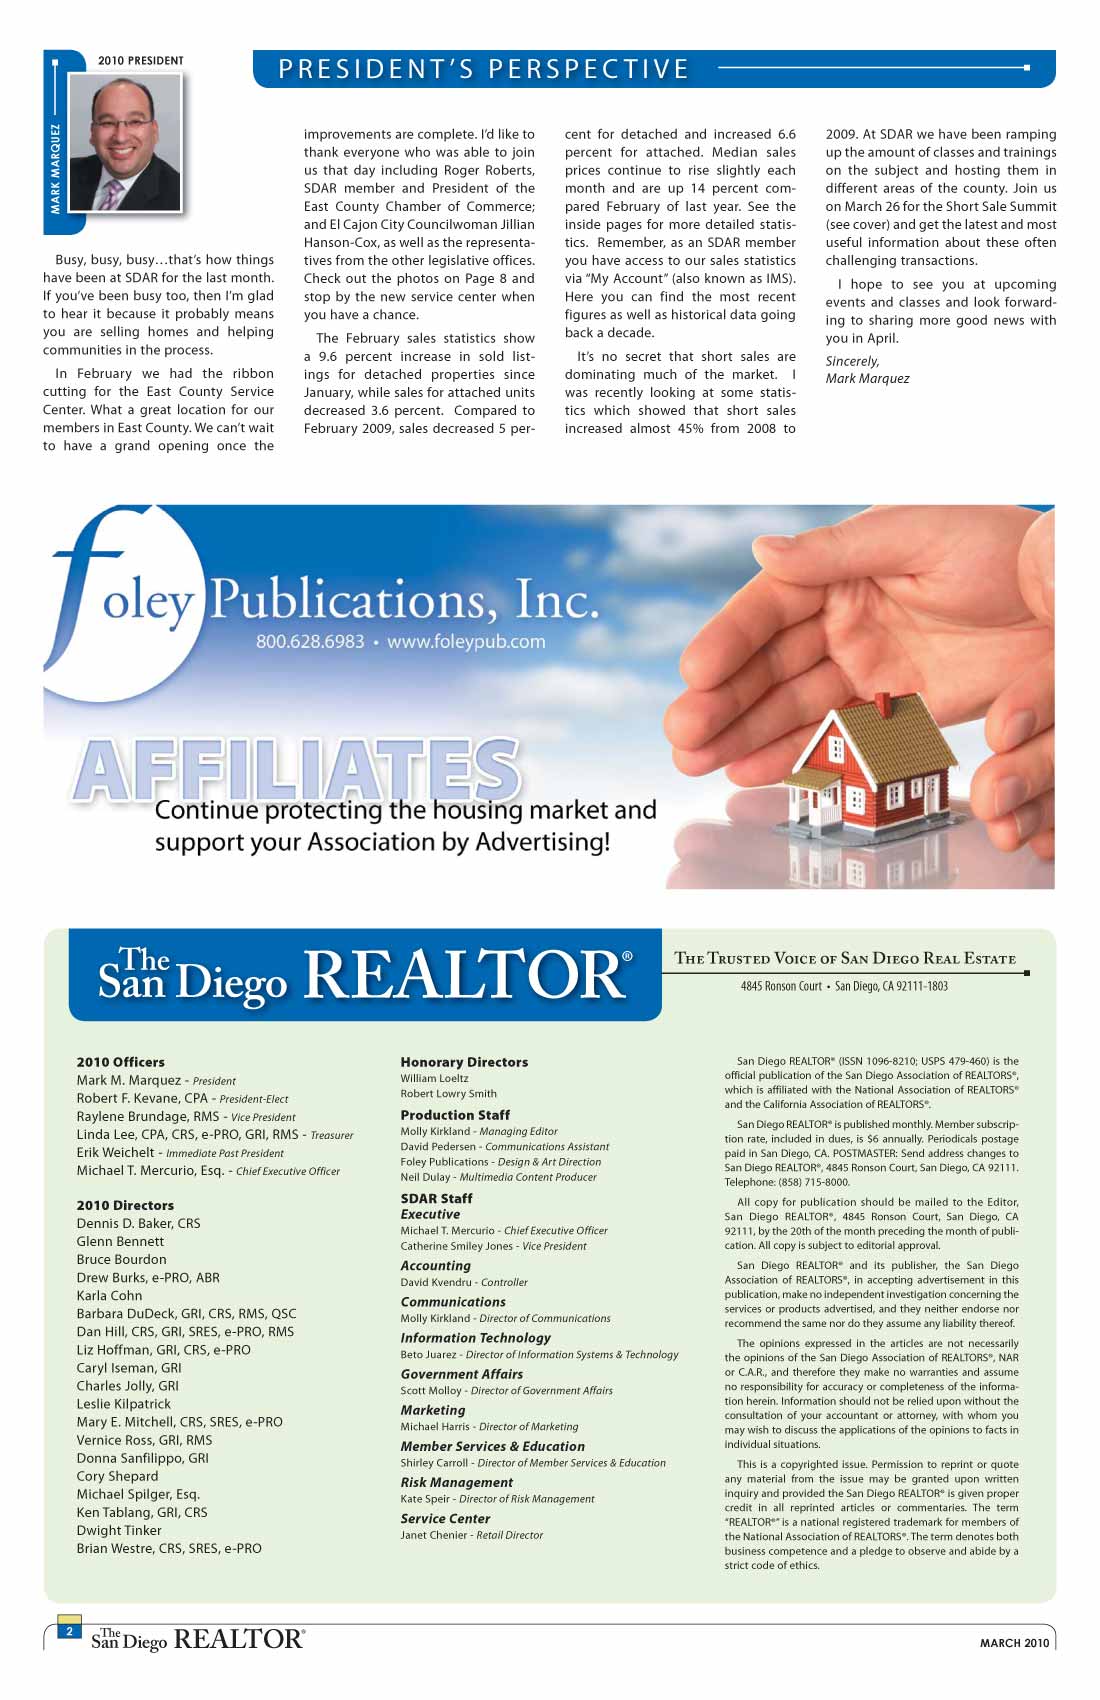 2010 PRESIDENT
MARK MARQUEZ
PRESIDENT'S PERSPECTIVE
Busy, busy, busy…that's how things
have been at SDAR for the last month.
If you've been busy too, then I'm glad
to hear it because it probably means
you are selling homes and helping
communities in the process.
In February we had the ribbon
cutting for the East County Service
Center. What a great location for our
members in East County. We can't wait
to have a grand opening once the
improvements are complete. I'd like to
thank everyone who was able to join
us that day including Roger Roberts,
SDAR member and President of the
East County Chamber of Commerce;
and El Cajon City Councilwoman Jillian
Hanson-Cox, as well as the representa-
tives from the other legislative offices.
Check out the photos on Page 8 and
stop by the new service center when
you have a chance.
The February sales statistics show
a 9.6 percent increase in sold list-
ings for detached properties since
January, while sales for attached units
decreased 3.6 percent. Compared to
February 2009, sales decreased 5 per-
cent for detached and increased 6.6
percent for attached. Median sales
prices continue to rise slightly each
month and are up 14 percent com-
pared February of last year. See the
inside pages for more detailed statis-
tics. Remember, as an SDAR member
you have access to our sales statistics
via "My Account" (also known as IMS).
Here you can find the most recent
figures as well as historical data going
back a decade.
It's no secret that short sales are
dominating much of the market. I
was recently looking at some statis-
tics which showed that short sales
increased almost 45% from 2008 to
2009. At SDAR we have been ramping
up the amount of classes and trainings
on the subject and hosting them in
different areas of the county. Join us
on March 26 for the Short Sale Summit
(see cover) and get the latest and most
useful information about these often
challenging transactions.
I hope to see you at upcoming
events and classes and look forward-
ing to sharing more good news with
you in April.
Sincerely,
Mark Marquez
foley Publications, Inc.
800.628.6983 • www.foleypub.com
AFFILIATES
Continue protecting the housing market and
support your Association by Advertising!
The San Diego REALTOR®
THE TRUSTED VOICE OF SAN DIEGO REAL ESTATE
4845 Ronson Court • San Diego, CA 92111-1803
2010 Officers
Mark M. Marquez - President
Robert F. Kevane, CPA - President-Elect
Raylene Brundage, RMS - Vice President
Linda Lee, CPA, CRS, e-PRO, GRI, RMS - Treasurer
Erik Weichelt - Immediate Past President
Michael T. Mercurio, Esq. - Chief Executive Officer
2010 Directors
Dennis D. Baker, CRS
Glenn Bennett
Bruce Bourdon
Drew Burks, e-PRO, ABR
Karla Cohn
Barbara DuDeck, GRI, CRS, RMS, QSC
Dan Hill, CRS, GRI, SRES, e-PRO, RMS
Liz Hoffman, GRI, CRS, e-PRO
Caryl Iseman, GRI
Charles Jolly, GRI
Leslie Kilpatrick
Mary E. Mitchell, CRS, SRES, e-PRO
Vernice Ross, GRI, RMS
Donna Sanfilippo, GRI
Cory Shepard
Michael Spilger, Esq.
Ken Tablang, GRI, CRS
Dwight Tinker
Brian Westre, CRS, SRES, e-PRO
Honorary Directors
William Loeltz
Robert Lowry Smith
Production Staff
Molly Kirkland - Managing Editor
David Pedersen - Communications Assistant
Foley Publications - Design & Art Direction
Neil Dulay - Multimedia Content Producer
SDAR Staff
Executive
Michael T. Mercurio - Chief Executive Officer
Catherine Smiley Jones - Vice President
Accounting
David Kvendru - Controller
Communications
Molly Kirkland - Director of Communications
Information Technology
Beto Juarez - Director of Information Systems & Technology
Government Affairs
Scott Molloy - Director of Government Affairs
Marketing
Michael Harris - Director of Marketing
Member Services & Education
Shirley Carroll - Director of Member Services & Education
Risk Management
Kate Speir - Director of Risk Management
Service Center
Janet Chenier - Retail Director
San Diego REALTOR® (ISSN 1096-8210; USPS 479-460) is the
official publication of the San Diego Association of REALTORS®,
which is affiliated with the National Association of REALTORS®
and the California Association of REALTORS®.
San Diego REALTOR® is published monthly. Member subscrip-
tion rate, included in dues, is $6 annually. Periodicals postage
paid in San Diego, CA. POSTMASTER: Send address changes to
San Diego REALTOR®, 4845 Ronson Court, San Diego, CA 92111.
Telephone: (858) 715-8000.
All copy for publication should be mailed to the Editor,
San Diego REALTOR®, 4845 Ronson Court, San Diego, CA
92111, by the 20th of the month preceding the month of publi-
cation. All copy is subject to editorial approval.
San Diego REALTOR® and its publisher, the San Diego
Association of REALTORS®, in accepting advertisement in this
publication, make no independent investigation concerning the
services or products advertised, and they neither endorse nor
recommend the same nor do they assume any liability thereof.
The opinions expressed in the articles are not necessarily
the opinions of the San Diego Association of REALTORS®, NAR
or C.A.R., and therefore they make no warranties and assume
no responsibility for accuracy or completeness of the informa-
tion herein. Information should not be relied upon without the
consultation of your accountant or attorney, with whom you
may wish to discuss the applications of the opinions to facts in
individual situations.
This is a copyrighted issue. Permission to reprint or quote
any material from the issue may be granted upon written
inquiry and provided the San Diego REALTOR® is given proper
credit in all reprinted articles or commentaries. The term
"REALTOR®" is a national registered trademark for members of
the National Association of REALTORS®. The term denotes both
business competence and a pledge to observe and abide by a
strict code of ethics.
2
The San Diego REALTOR®
MARCH 2010